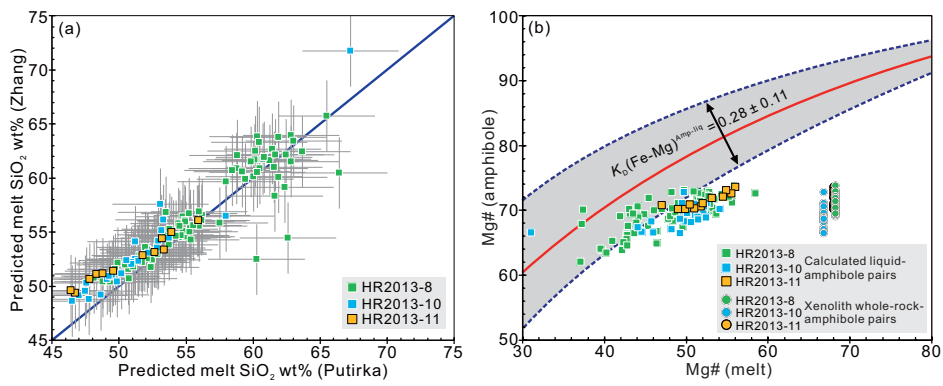 (a)
75
70
65
60
55
50
45
Predicted melt SiO₂ wt% (Zhang)
HR2013-8
HR2013-10
HR2013-11
45 50 55 60 65 70 75
Predicted melt SiO₂ wt% (Putirka)
(b)
100
90
80
70
60
50
Mg# (amphibole)
K_D(Fe-Mg)^Amp-liq = 0.28 ± 0.11
HR2013-8
HR2013-10
HR2013-11
Calculated liquid-
amphibole pairs
HR2013-8
HR2013-10
HR2013-11
Xenolith whole-rock-
amphibole pairs
30 40 50 60 70 80
Mg# (melt)